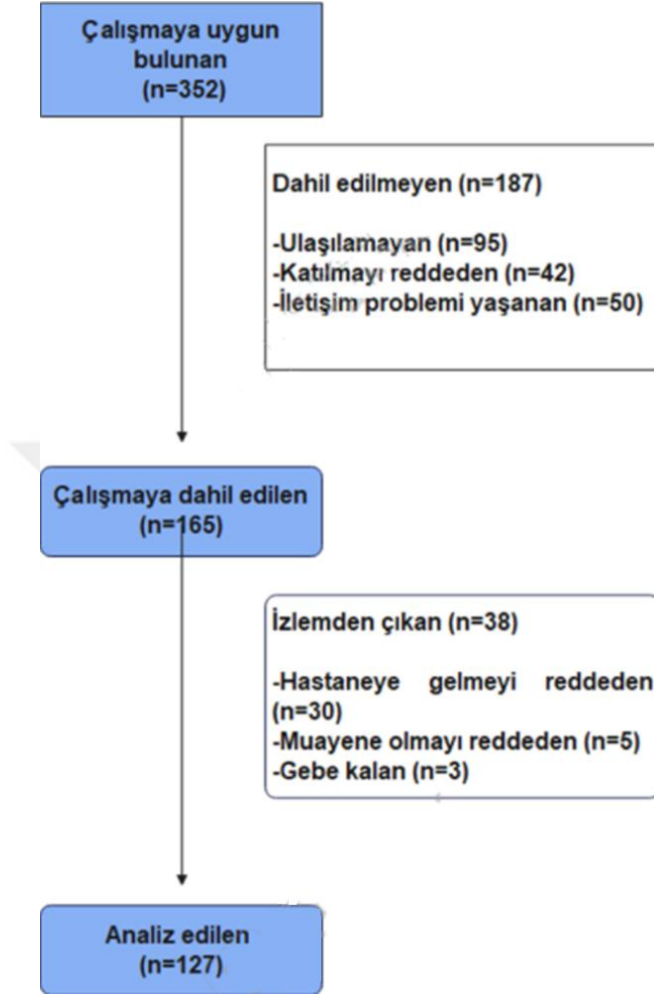 Çalışmaya uygun
bulunan
(n=352)
Dahil edilmeyen (n=187)
-Ulaşılamayan (n=95)
-Katılmayı reddeden (n=42)
-İletişim problemi yaşanan (n=50)
Çalışmaya dahil edilen
(n=165)
İzlemden çıkan (n=38)
-Hastaneye gelmeyi reddeden
(n=30)
-Muayene olmayı reddeden (n=5)
-Gebe kalan (n=3)
Analiz edilen
(n=127)